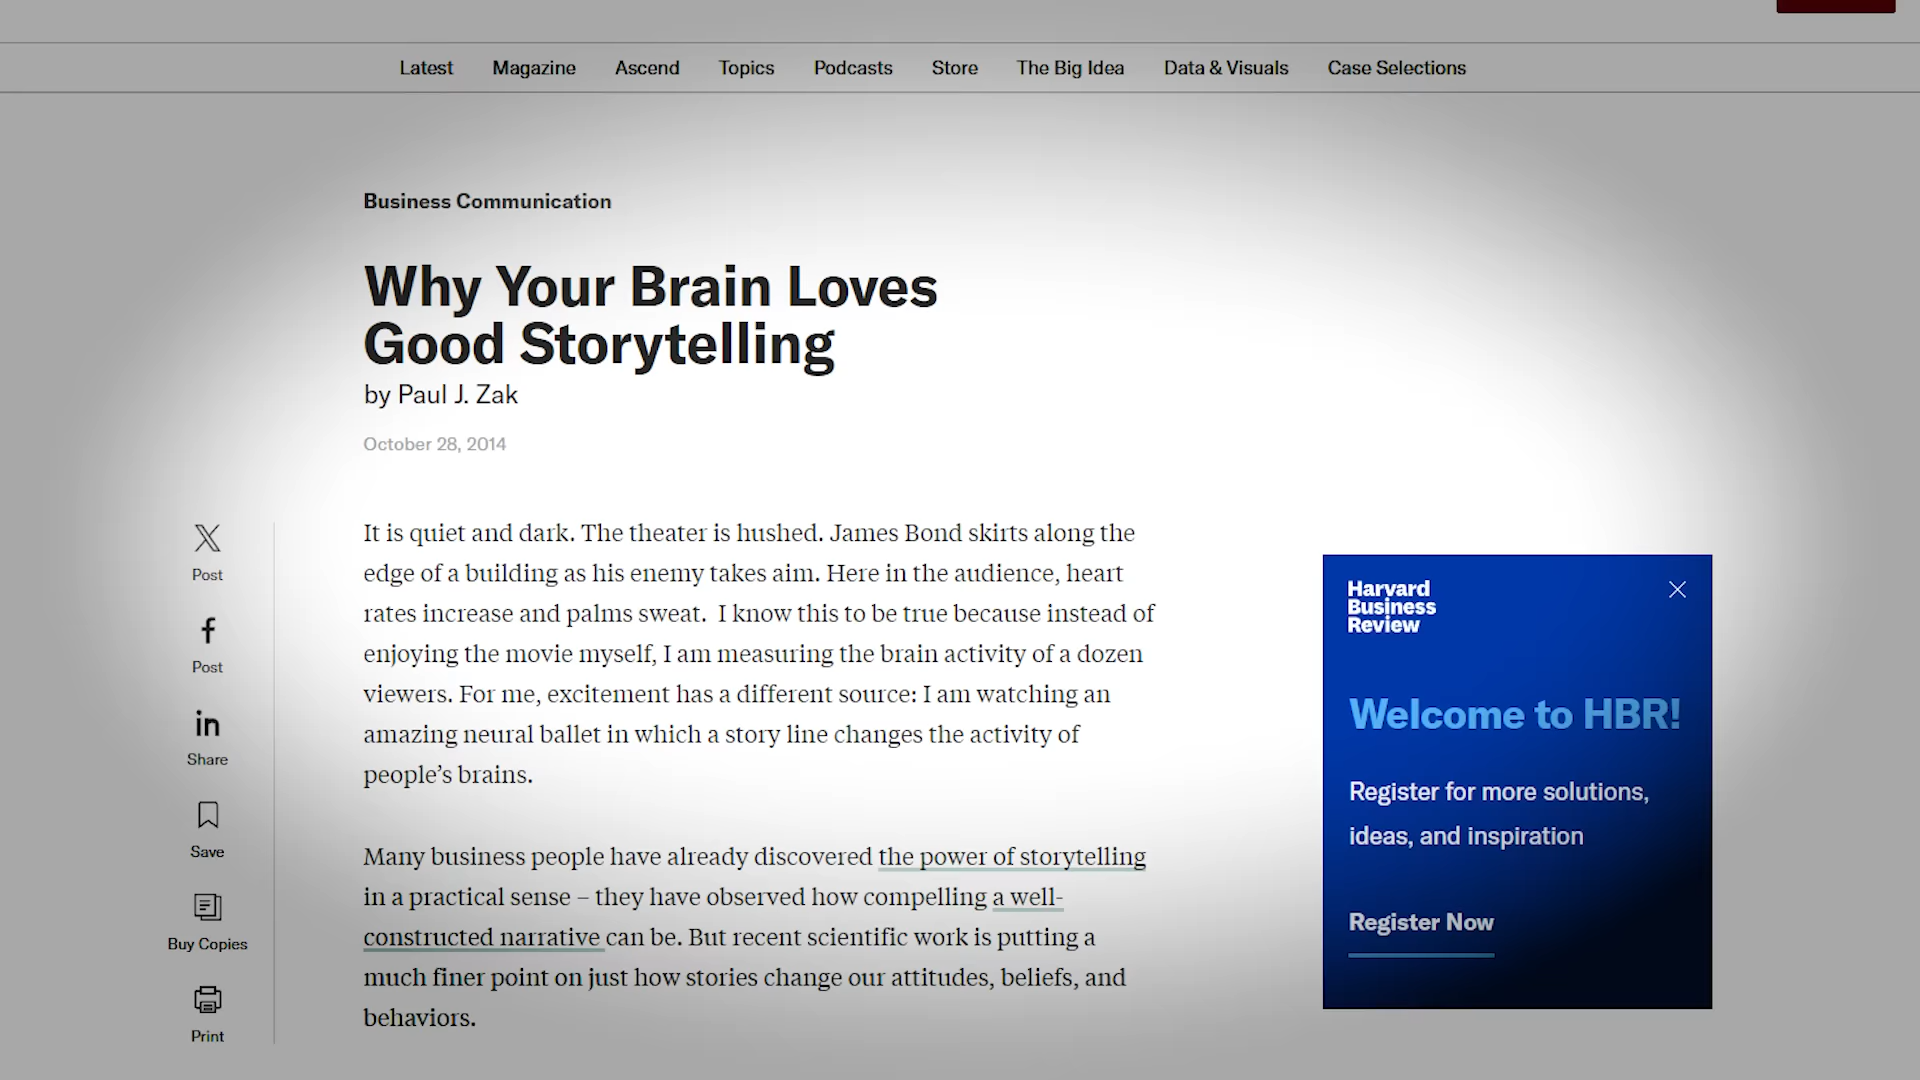 Latest Magazine Ascend Topics Podcasts Store The Big Idea Data & Visuals Case Selections
Business Communication
Why Your Brain Loves
Good Storytelling
by Paul J. Zak
October 28, 2014
Post
Post
Share
Save
Buy Copies
Print
It is quiet and dark. The theater is hushed. James Bond skirts along the
edge of a building as his enemy takes aim. Here in the audience, heart
rates increase and palms sweat.  I know this to be true because instead of
enjoying the movie myself, I am measuring the brain activity of a dozen
viewers. For me, excitement has a different source: I am watching an
amazing neural ballet in which a story line changes the activity of
people’s brains.
Many business people have already discovered the power of storytelling
in a practical sense – they have observed how compelling a well-
constructed narrative can be. But recent scientific work is putting a
much finer point on just how stories change our attitudes, beliefs, and
behaviors.
Harvard
Business
Review
Welcome to HBR!
Register for more solutions,
ideas, and inspiration
Register Now